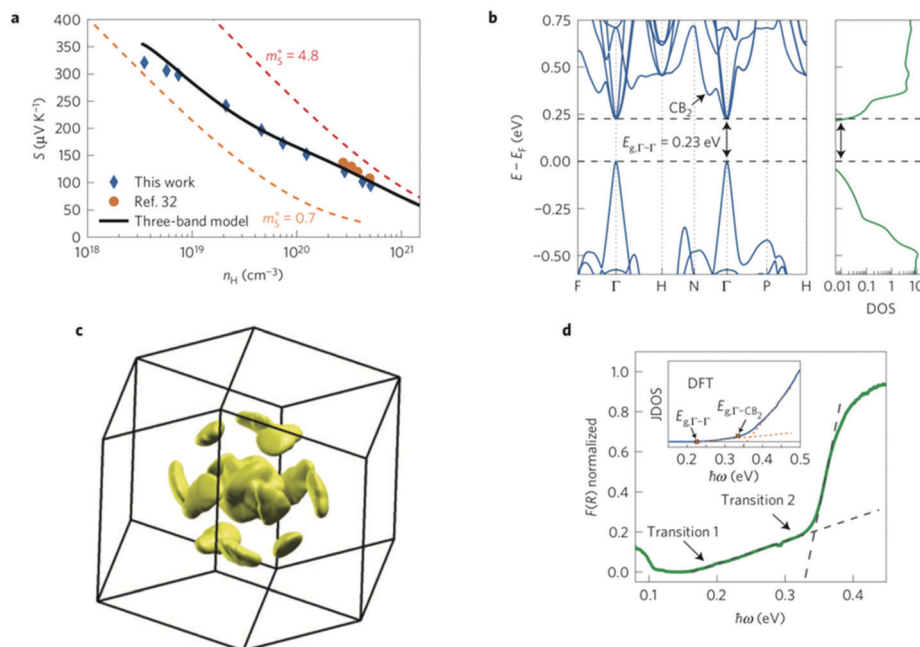 a
400
350
300
250
200
150
100
50
0
S (μV K⁻¹)
m*S = 4.8
m*S = 0.7
This work
Ref. 32
Three-band model
10¹⁸
10¹⁹
10²⁰
10²¹
nH (cm⁻³)
b
0.75
0.50
0.25
0.00
−0.25
−0.50
E − EF (eV)
CB₂
Eg,Γ–Γ = 0.23 eV
F Γ H N Γ P H
0.01 0.1 1 10
DOS
c
d
1.0
0.8
0.6
0.4
0.2
0.0
F(R) normalized
JDOS
DFT
Eg,Γ–Γ
Eg,Γ–CB₂
0.1 0.2 0.3 0.4 0.5
ħω (eV)
Transition 1
Transition 2
0.1 0.2 0.3 0.4
ħω (eV)